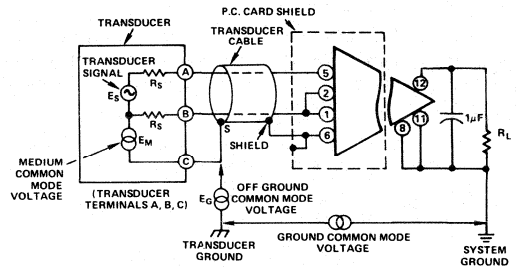 P.C. CARD SHIELD
TRANSDUCER
TRANSDUCER
CABLE
TRANSDUCER
SIGNAL
RS
A
ES
RS
B
EM
C
S
SHIELD
5
2
1
6
12
8
11
1μF
RL
MEDIUM
COMMON
MODE
VOLTAGE
(TRANSDUCER
TERMINALS A, B, C)
EG
OFF GROUND
COMMON MODE
VOLTAGE
TRANSDUCER
GROUND
GROUND COMMON MODE
VOLTAGE
SYSTEM
GROUND